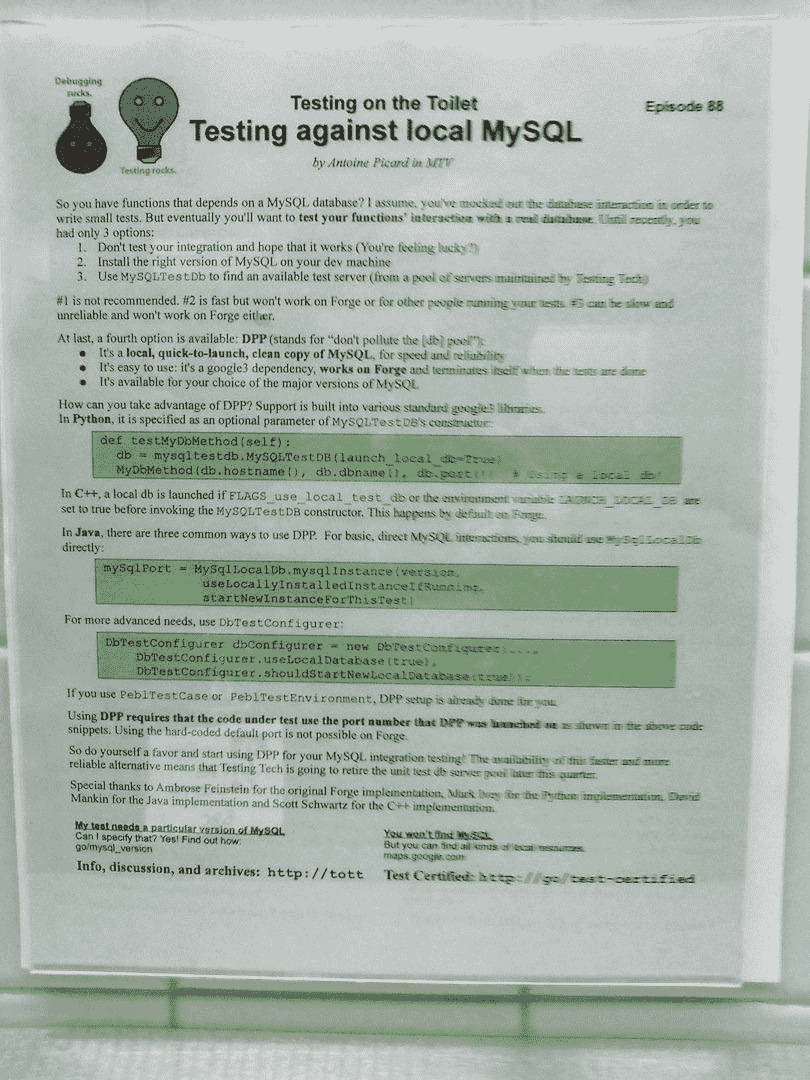 Debugging
sucks.
Testing rocks.
Testing on the Toilet
Episode 88
Testing against local MySQL
by Antoine Picard in MTV
So you have functions that depends on a MySQL database? I assume, you've mocked out the database interaction in order to
write small tests. But eventually you'll want to test your functions' interaction with a real database. Until recently, you
had only 3 options:
1. Don't test your integration and hope that it works (You're feeling lucky?)
2. Install the right version of MySQL on your dev machine
3. Use MySQLTestDb to find an available test server (from a pool of servers maintained by Testing Tech)
#1 is not recommended. #2 is fast but won't work on Forge or for other people running your tests. #3 can be slow and
unreliable and won't work on Forge either.
At last, a fourth option is available: DPP (stands for "don't pollute the [db] pool"):
● It's a local, quick-to-launch, clean copy of MySQL, for speed and reliability
● It's easy to use: it's a google3 dependency, works on Forge and terminates itself when the tests are done
● It's available for your choice of the major versions of MySQL
How can you take advantage of DPP? Support is built into various standard google3 libraries.
In Python, it is specified as an optional parameter of MySQLTestDB's constructor:
def testMyDbMethod(self):
db = mysqltestdb.MySQLTestDB(launch_local_db=True)
MyDbMethod(db.hostname(), db.dbname(), db.port()) # Using a local db!
In C++, a local db is launched if FLAGS_use_local_test_db or the environment variable LAUNCH_LOCAL_DB are
set to true before invoking the MySQLTestDB constructor. This happens by default on Forge.
In Java, there are three common ways to use DPP. For basic, direct MySQL interactions, you should use MySqlLocalDb
directly:
mySqlPort = MySqlLocalDb.mysqlInstance(version,
useLocallyInstalledInstanceIfRunning,
startNewInstanceForThisTest)
For more advanced needs, use DbTestConfigurer:
DbTestConfigurer dbConfigurer = new DbTestConfigurer(...,
DbTestConfigurer.useLocalDatabase(true),
DbTestConfigurer.shouldStartNewLocalDatabase(true));
If you use PeblTestCase or PeblTestEnvironment, DPP setup is already done for you.
Using DPP requires that the code under test use the port number that DPP was launched on as shown in the above code
snippets. Using the hard-coded default port is not possible on Forge.
So do yourself a favor and start using DPP for your MySQL integration testing! The availability of this faster and more
reliable alternative means that Testing Tech is going to retire the unit test db server pool later this quarter.
Special thanks to Ambrose Feinstein for the original Forge implementation, Mark Ivey for the Python implementation, David
Mankin for the Java implementation and Scott Schwartz for the C++ implementation.
My test needs a particular version of MySQL
Can I specify that? Yes! Find out how:
go/mysql_version
You won't find MySQL
But you can find all kinds of local resources.
maps.google.com
Info, discussion, and archives: http://tott
Test Certified: http://go/test-certified